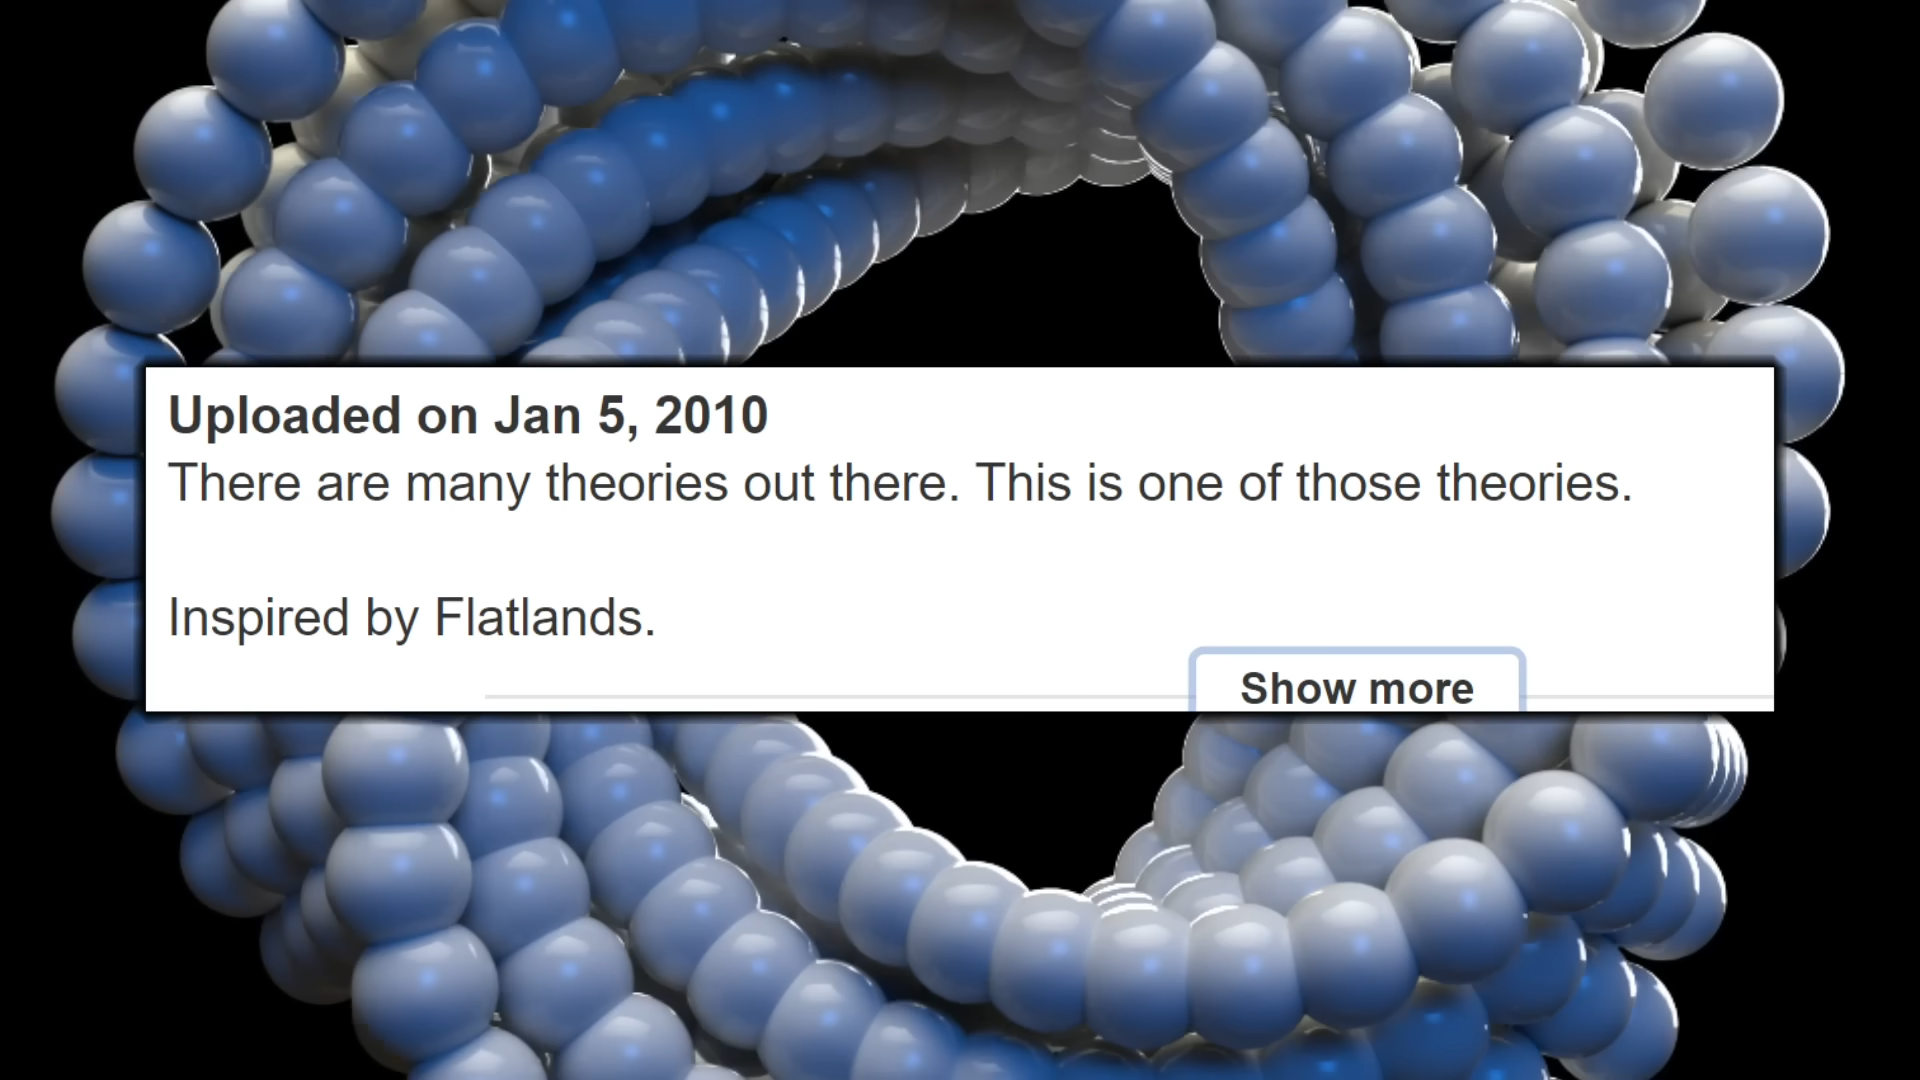 Uploaded on Jan 5, 2010
There are many theories out there. This is one of those theories.
Inspired by Flatlands.
Show more